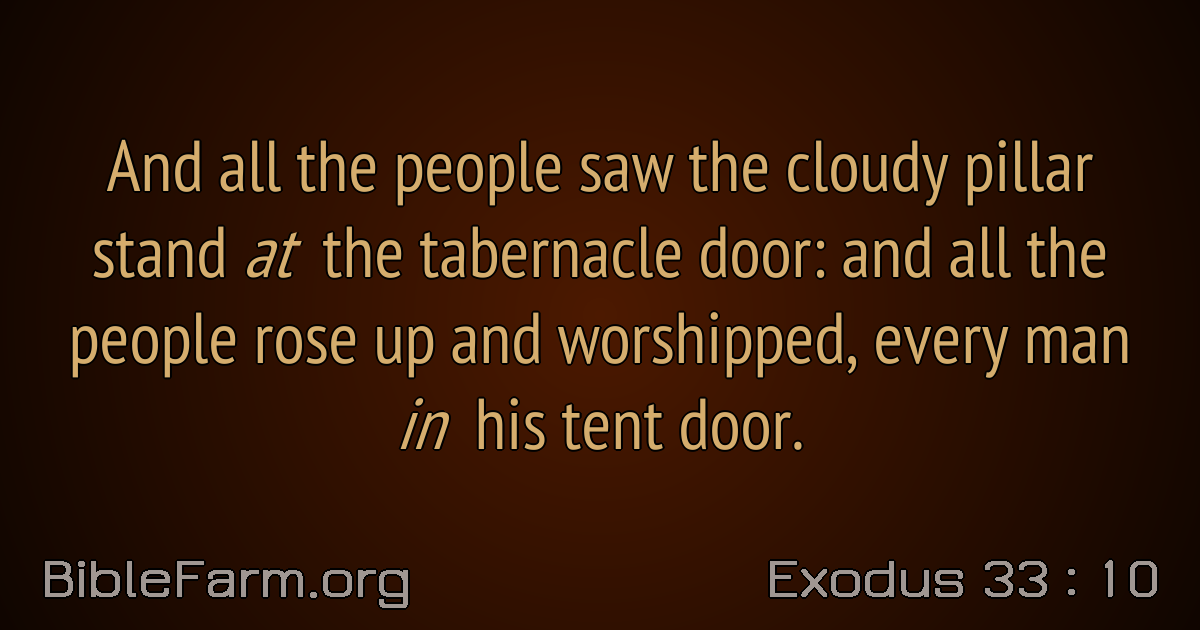 And all the people saw the cloudy pillar
stand at the tabernacle door: and all the
people rose up and worshipped, every man
in his tent door.
BibleFarm.org
Exodus 33 : 10